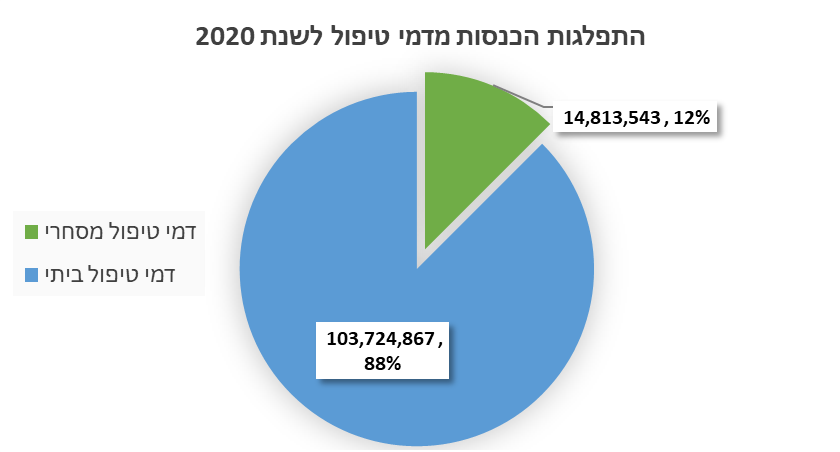 התפלגות הכנסות מדמי טיפול לשנת 2020
14,813,543 , 12%
דמי טיפול מסחרי
דמי טיפול ביתי
103,724,867 ,
88%